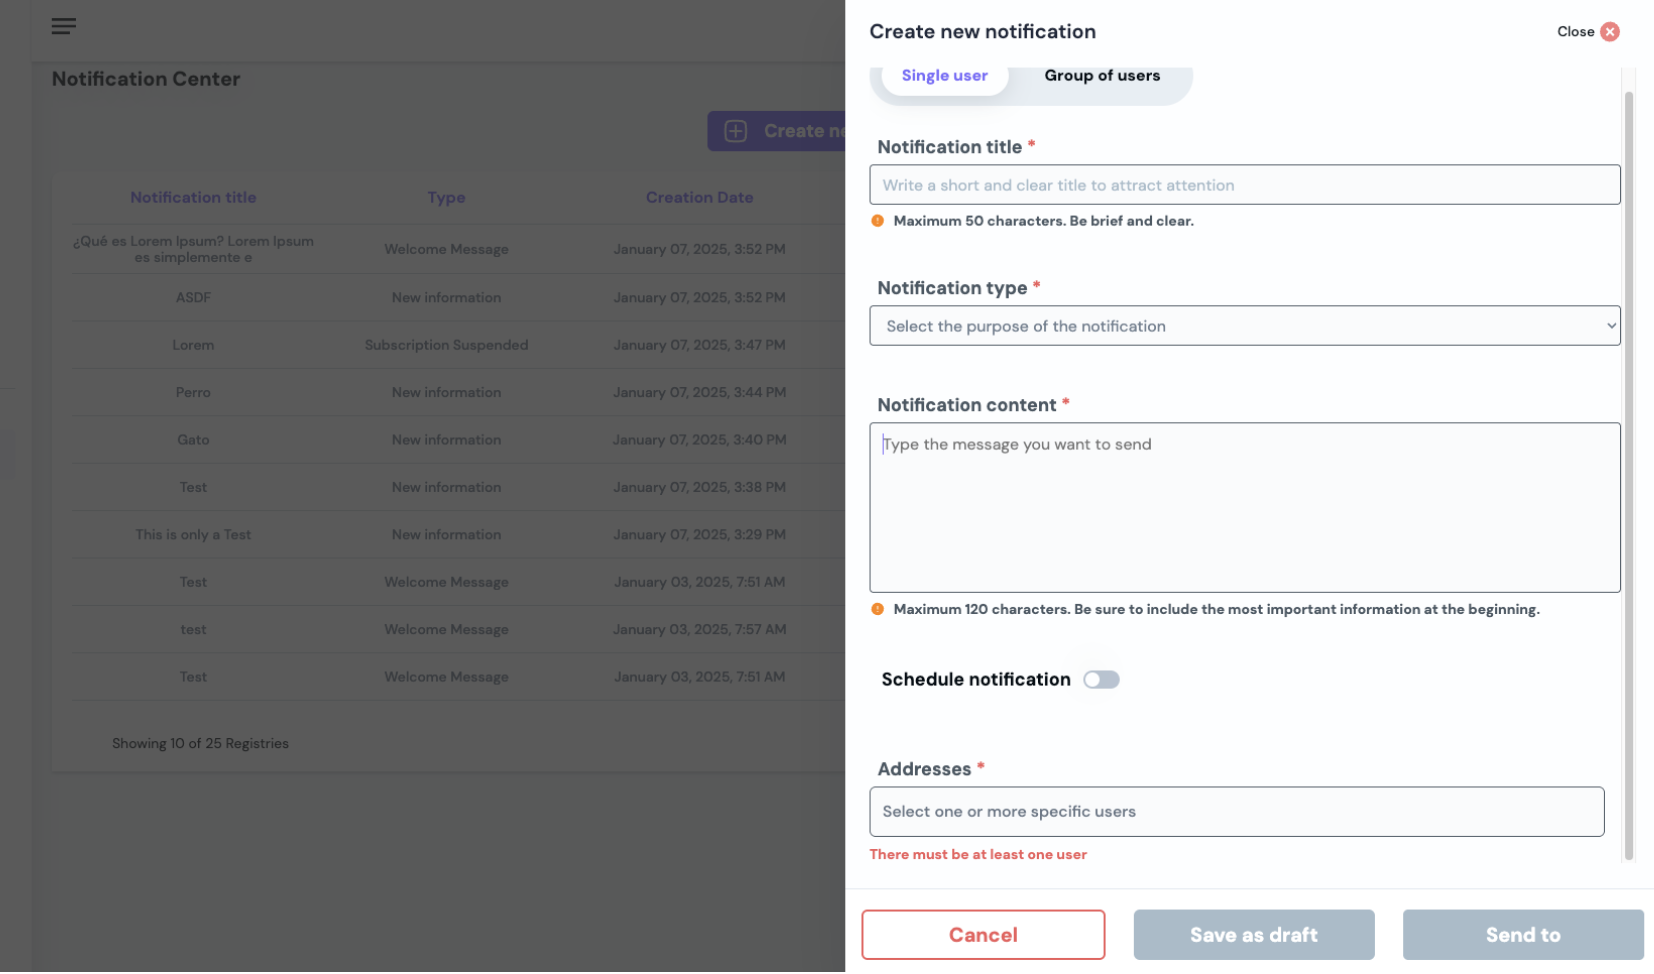 Notification Center
Create ne
Notification title Type Creation Date
¿Qué es Lorem Ipsum? Lorem Ipsum
es simplemente e
Welcome Message January 07, 2025, 3:52 PM
ASDF New information January 07, 2025, 3:52 PM
Lorem Subscription Suspended January 07, 2025, 3:47 PM
Perro New information January 07, 2025, 3:44 PM
Gato New information January 07, 2025, 3:40 PM
Test New information January 07, 2025, 3:38 PM
This is only a Test New information January 07, 2025, 3:29 PM
Test Welcome Message January 03, 2025, 7:51 AM
test Welcome Message January 03, 2025, 7:57 AM
Test Welcome Message January 03, 2025, 7:51 AM
Showing 10 of 25 Registries
Create new notification
Close
Single user Group of users
Notification title *
Write a short and clear title to attract attention
Maximum 50 characters. Be brief and clear.
Notification type *
Select the purpose of the notification
Notification content *
Type the message you want to send
Maximum 120 characters. Be sure to include the most important information at the beginning.
Schedule notification
Addresses *
Select one or more specific users
There must be at least one user
Cancel Save as draft Send to